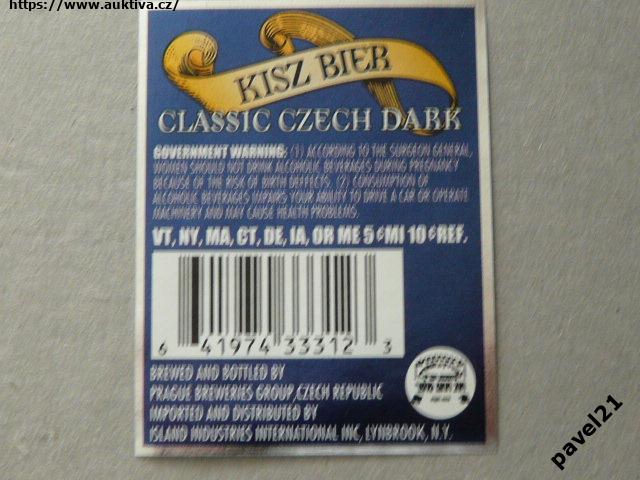 https://www.auktiva.cz/
KISZ BIER
CLASSIC CZECH DARK
GOVERNMENT WARNING: (1) ACCORDING TO THE SURGEON GENERAL,
WOMEN SHOULD NOT DRINK ALCOHOLIC BEVERAGES DURING PREGNANCY
BECAUSE OF THE RISK OF BIRTH DEFFECTS. (2) CONSUMPTION OF
ALCOHOLIC BEVERAGES IMPAIRS YOUR ABILITY TO DRIVE A CAR OR OPERATE
MACHINERY AND MAY CAUSE HEALTH PROBLEMS.
VT, NY, MA, CT, DE, IA, OR ME 5 ¢ MI 10 ¢ REF.
6 41974 33312 3
BREWED AND BOTTLED BY
PRAGUE BREWERIES GROUP,CZECH REPUBLIC
IMPORTED AND DISTRIBUTED BY
ISLAND INDUSTRIES INTERNATIONAL INC, LYNBROOK, N.Y.
pavel21